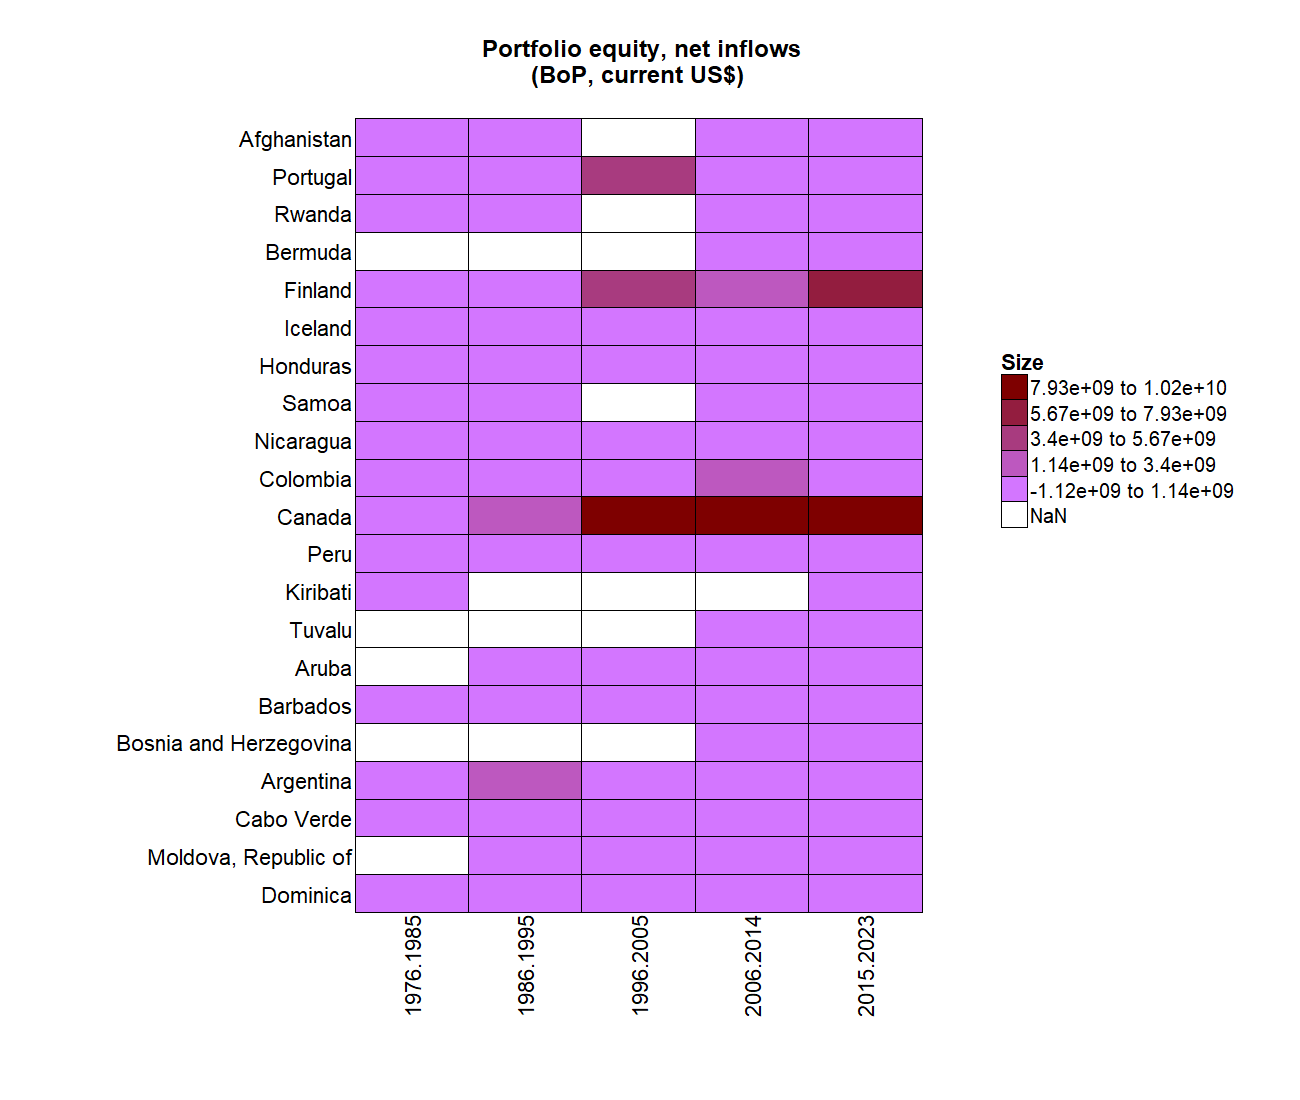 Portfolio equity, net inflows
(BoP, current US$)
Afghanistan
Portugal
Rwanda
Bermuda
Finland
Iceland
Honduras
Samoa
Nicaragua
Colombia
Canada
Peru
Kiribati
Tuvalu
Aruba
Barbados
Bosnia and Herzegovina
Argentina
Cabo Verde
Moldova, Republic of
Dominica
1976.1985
1986.1995
1996.2005
2006.2014
2015.2023
Size
7.93e+09 to 1.02e+10
5.67e+09 to 7.93e+09
3.4e+09 to 5.67e+09
1.14e+09 to 3.4e+09
-1.12e+09 to 1.14e+09
NaN